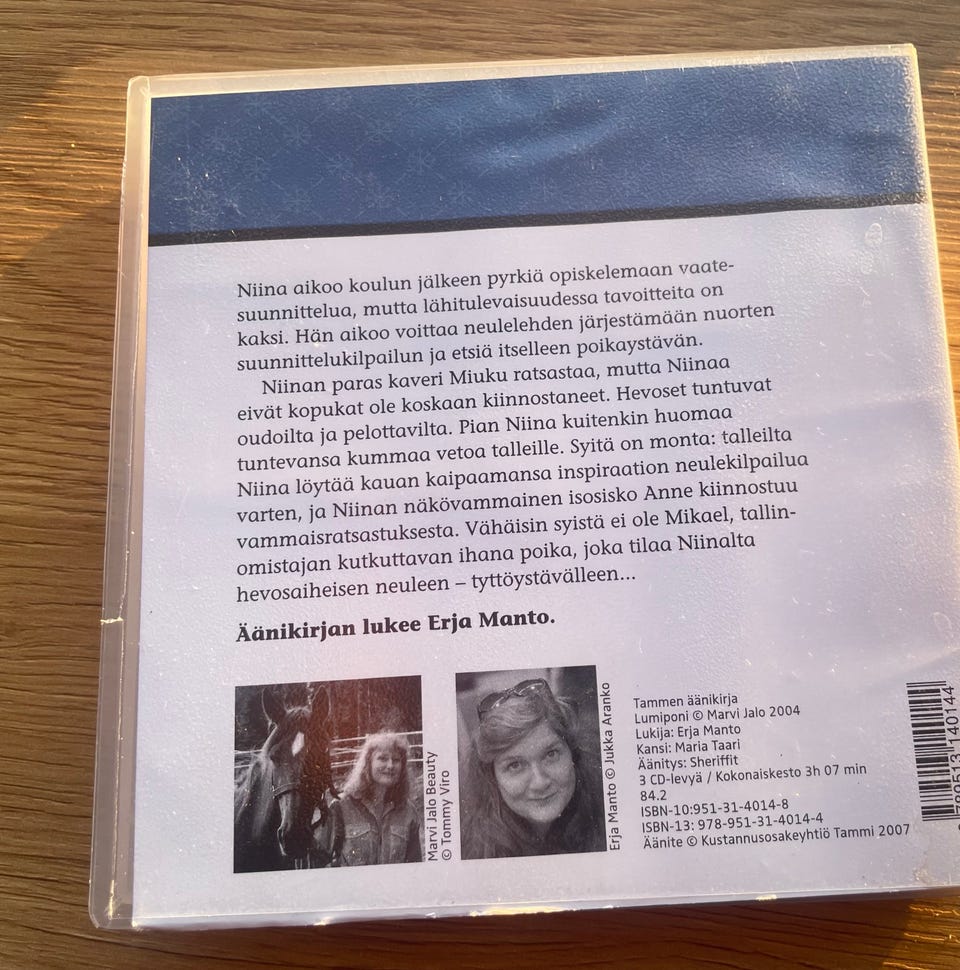 Niina aikoo koulun jälkeen pyrkiä opiskelemaan vaate-
suunnittelua, mutta lähitulevaisuudessa tavoitteita on
kaksi. Hän aikoo voittaa neulelehden järjestämään nuorten
suunnittelukilpailun ja etsiä itselleen poikaystävän.
Niinan paras kaveri Miuku ratsastaa, mutta Niinaa
eivät kopukat ole koskaan kiinnostaneet. Hevoset tuntuvat
oudoilta ja pelottavilta. Pian Niina kuitenkin huomaa
tuntevansa kummaa vetoa talleille. Syitä on monta: talleilta
Niina löytää kauan kaipaamansa inspiraation neulekilpailua
varten, ja Niinan näkövammainen isosisko Anne kiinnostuu
vammaisratsastuksesta. Vähäisin syistä ei ole Mikael, tallin-
omistajan kutkuttavan ihana poika, joka tilaa Niinalta
hevosaiheisen neuleen – tyttöystävälleen...
Äänikirjan lukee Erja Manto.
Marvi Jalo Beauty
© Tommy Viro
Erja Manto © Jukka Aranko
Tammen äänikirja
Lumiponi © Marvi Jalo 2004
Lukija: Erja Manto
Kansi: Maria Taari
Äänitys: Sheriffit
3 CD-levyä / Kokonaiskesto 3h 07 min
84.2
ISBN-10:951-31-4014-8
ISBN-13: 978-951-31-4014-4
Äänite © Kustannusosakeyhtiö Tammi 2007